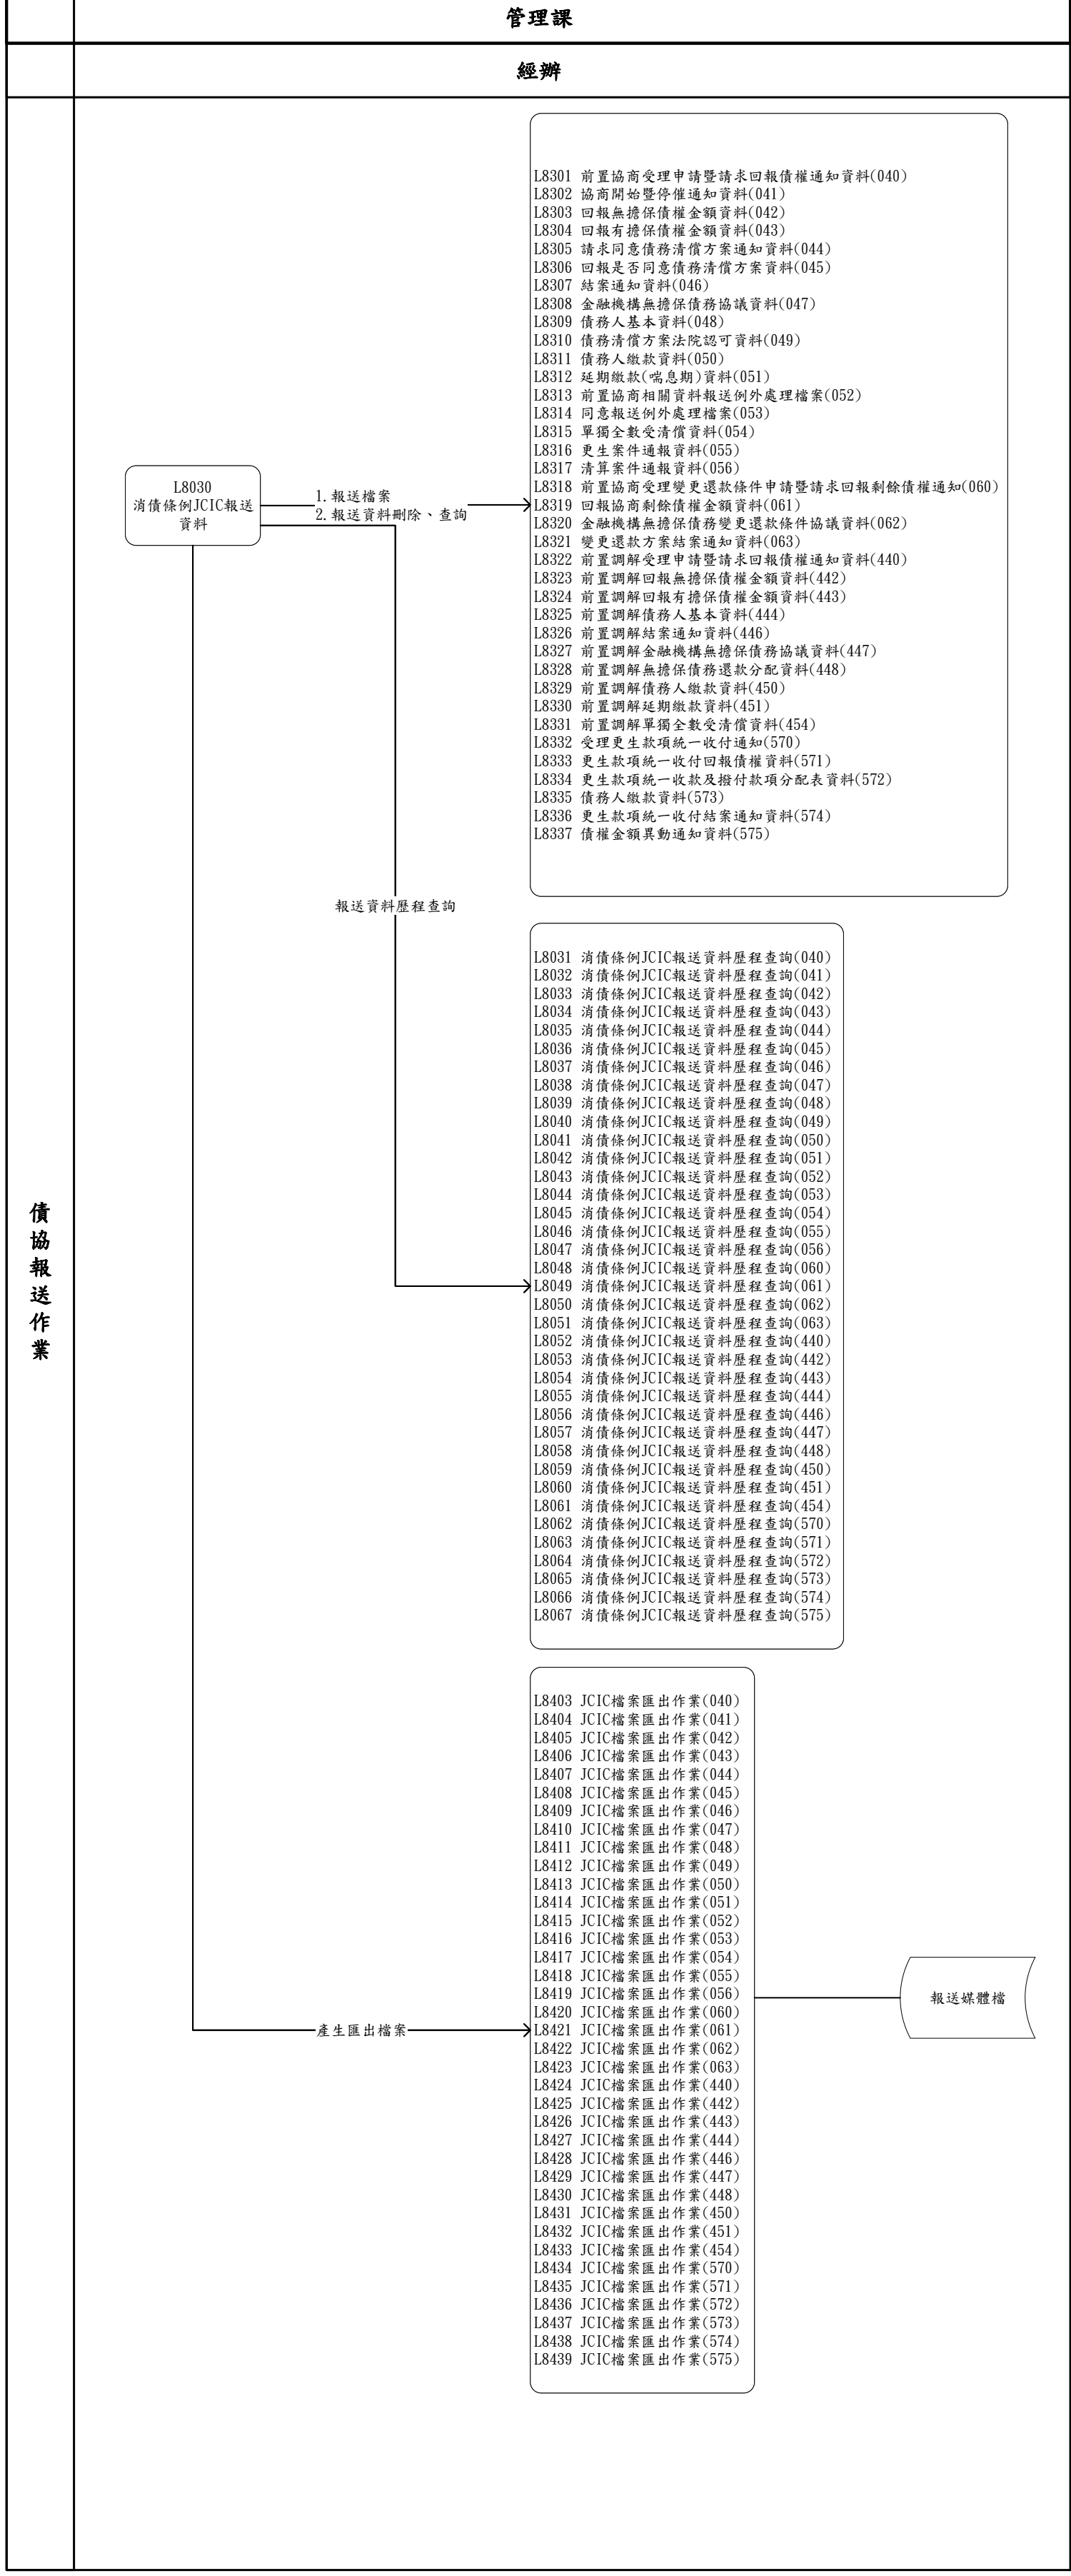 管理課
經辦
債協報送作業
L8030
消債條例JCIC報送
資料
1.報送檔案
2.報送資料刪除、查詢
L8301 前置協商受理申請暨請求回報債權通知資料(040)
L8302 協商開始暨停催通知資料(041)
L8303 回報無擔保債權金額資料(042)
L8304 回報有擔保債權金額資料(043)
L8305 請求同意債務清償方案通知資料(044)
L8306 回報是否同意債務清償方案資料(045)
L8307 結案通知資料(046)
L8308 金融機構無擔保債務協議資料(047)
L8309 債務人基本資料(048)
L8310 債務清償方案法院認可資料(049)
L8311 債務人繳款資料(050)
L8312 延期繳款(喘息期)資料(051)
L8313 前置協商相關資料報送例外處理檔案(052)
L8314 同意報送例外處理檔案(053)
L8315 單獨全數受清償資料(054)
L8316 更生案件通報資料(055)
L8317 清算案件通報資料(056)
L8318 前置協商受理變更還款條件申請暨請求回報剩餘債權通知(060)
L8319 回報協商剩餘債權金額資料(061)
L8320 金融機構無擔保債務變更還款條件協議資料(062)
L8321 變更還款方案結案通知資料(063)
L8322 前置調解受理申請暨請求回報債權通知資料(440)
L8323 前置調解回報無擔保債權金額資料(442)
L8324 前置調解回報有擔保債權金額資料(443)
L8325 前置調解債務人基本資料(444)
L8326 前置調解結案通知資料(446)
L8327 前置調解金融機構無擔保債務協議資料(447)
L8328 前置調解無擔保債務還款分配資料(448)
L8329 前置調解債務人繳款資料(450)
L8330 前置調解延期繳款資料(451)
L8331 前置調解單獨全數受清償資料(454)
L8332 受理更生款項統一收付通知(570)
L8333 更生款項統一收付回報債權資料(571)
L8334 更生款項統一收款及撥付款項分配表資料(572)
L8335 債務人繳款資料(573)
L8336 更生款項統一收付結案通知資料(574)
L8337 債權金額異動通知資料(575)
報送資料歷程查詢
L8031 消債條例JCIC報送資料歷程查詢(040)
L8032 消債條例JCIC報送資料歷程查詢(041)
L8033 消債條例JCIC報送資料歷程查詢(042)
L8034 消債條例JCIC報送資料歷程查詢(043)
L8035 消債條例JCIC報送資料歷程查詢(044)
L8036 消債條例JCIC報送資料歷程查詢(045)
L8037 消債條例JCIC報送資料歷程查詢(046)
L8038 消債條例JCIC報送資料歷程查詢(047)
L8039 消債條例JCIC報送資料歷程查詢(048)
L8040 消債條例JCIC報送資料歷程查詢(049)
L8041 消債條例JCIC報送資料歷程查詢(050)
L8042 消債條例JCIC報送資料歷程查詢(051)
L8043 消債條例JCIC報送資料歷程查詢(052)
L8044 消債條例JCIC報送資料歷程查詢(053)
L8045 消債條例JCIC報送資料歷程查詢(054)
L8046 消債條例JCIC報送資料歷程查詢(055)
L8047 消債條例JCIC報送資料歷程查詢(056)
L8048 消債條例JCIC報送資料歷程查詢(060)
L8049 消債條例JCIC報送資料歷程查詢(061)
L8050 消債條例JCIC報送資料歷程查詢(062)
L8051 消債條例JCIC報送資料歷程查詢(063)
L8052 消債條例JCIC報送資料歷程查詢(440)
L8053 消債條例JCIC報送資料歷程查詢(442)
L8054 消債條例JCIC報送資料歷程查詢(443)
L8055 消債條例JCIC報送資料歷程查詢(444)
L8056 消債條例JCIC報送資料歷程查詢(446)
L8057 消債條例JCIC報送資料歷程查詢(447)
L8058 消債條例JCIC報送資料歷程查詢(448)
L8059 消債條例JCIC報送資料歷程查詢(450)
L8060 消債條例JCIC報送資料歷程查詢(451)
L8061 消債條例JCIC報送資料歷程查詢(454)
L8062 消債條例JCIC報送資料歷程查詢(570)
L8063 消債條例JCIC報送資料歷程查詢(571)
L8064 消債條例JCIC報送資料歷程查詢(572)
L8065 消債條例JCIC報送資料歷程查詢(573)
L8066 消債條例JCIC報送資料歷程查詢(574)
L8067 消債條例JCIC報送資料歷程查詢(575)
產生匯出檔案
L8403 JCIC檔案匯出作業(040)
L8404 JCIC檔案匯出作業(041)
L8405 JCIC檔案匯出作業(042)
L8406 JCIC檔案匯出作業(043)
L8407 JCIC檔案匯出作業(044)
L8408 JCIC檔案匯出作業(045)
L8409 JCIC檔案匯出作業(046)
L8410 JCIC檔案匯出作業(047)
L8411 JCIC檔案匯出作業(048)
L8412 JCIC檔案匯出作業(049)
L8413 JCIC檔案匯出作業(050)
L8414 JCIC檔案匯出作業(051)
L8415 JCIC檔案匯出作業(052)
L8416 JCIC檔案匯出作業(053)
L8417 JCIC檔案匯出作業(054)
L8418 JCIC檔案匯出作業(055)
L8419 JCIC檔案匯出作業(056)
L8420 JCIC檔案匯出作業(060)
L8421 JCIC檔案匯出作業(061)
L8422 JCIC檔案匯出作業(062)
L8423 JCIC檔案匯出作業(063)
L8424 JCIC檔案匯出作業(440)
L8425 JCIC檔案匯出作業(442)
L8426 JCIC檔案匯出作業(443)
L8427 JCIC檔案匯出作業(444)
L8428 JCIC檔案匯出作業(446)
L8429 JCIC檔案匯出作業(447)
L8430 JCIC檔案匯出作業(448)
L8431 JCIC檔案匯出作業(450)
L8432 JCIC檔案匯出作業(451)
L8433 JCIC檔案匯出作業(454)
L8434 JCIC檔案匯出作業(570)
L8435 JCIC檔案匯出作業(571)
L8436 JCIC檔案匯出作業(572)
L8437 JCIC檔案匯出作業(573)
L8438 JCIC檔案匯出作業(574)
L8439 JCIC檔案匯出作業(575)
報送媒體檔